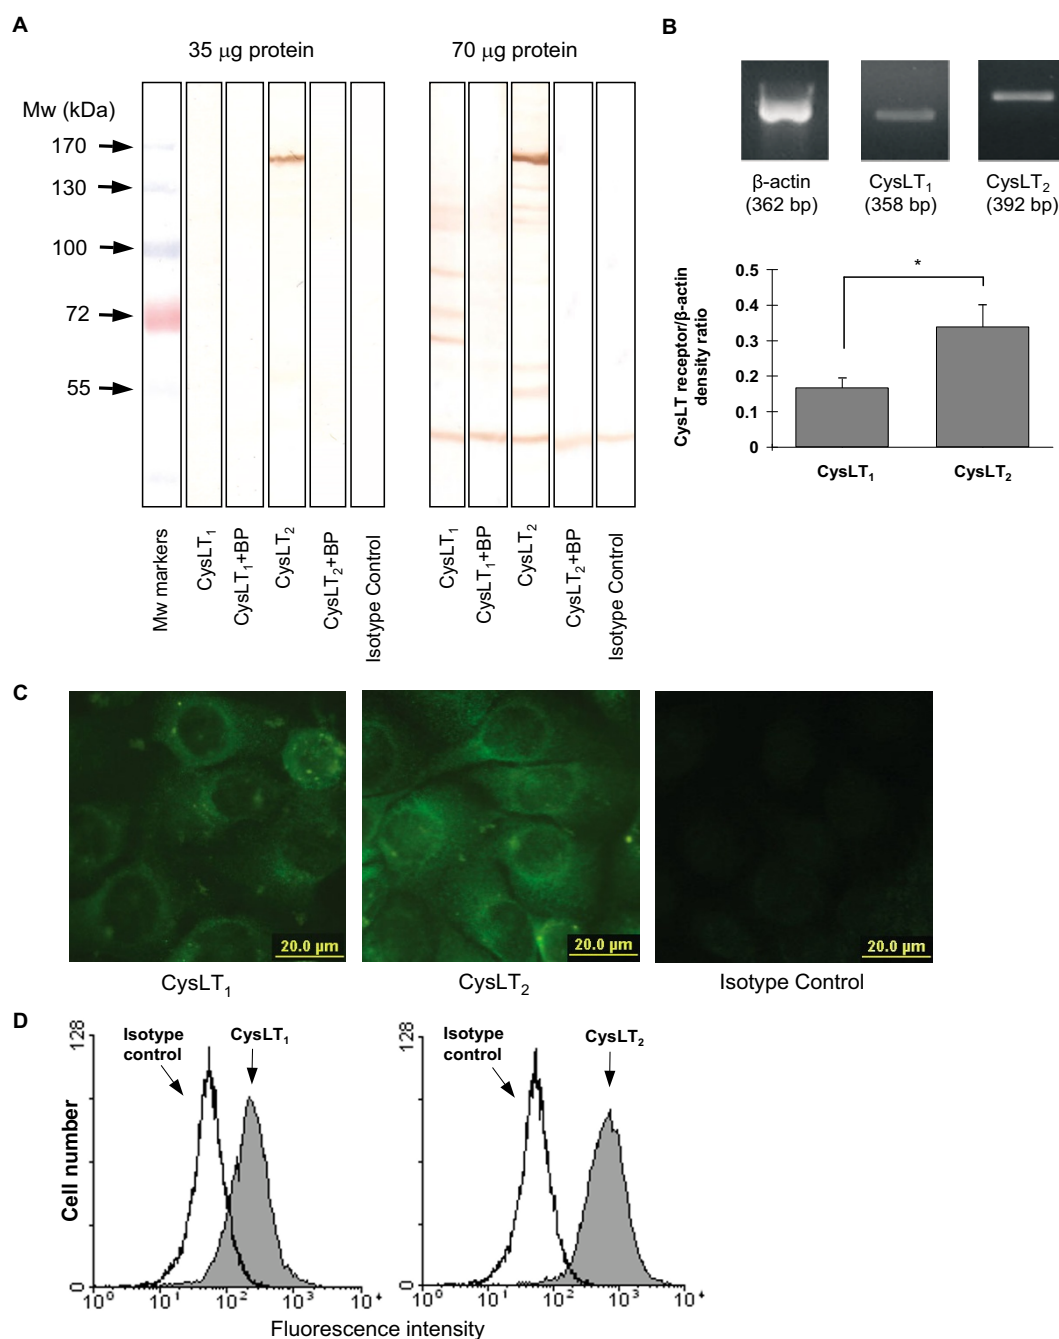 A
35 μg protein
70 μg protein
Mw (kDa)
170
130
100
72
55
Mw markers
CysLT₁
CysLT₁+BP
CysLT₂
CysLT₂+BP
Isotype Control
CysLT₁
CysLT₁+BP
CysLT₂
CysLT₂+BP
Isotype Control
B
β-actin
(362 bp)
CysLT₁
(358 bp)
CysLT₂
(392 bp)
CysLT receptor/β-actin
density ratio
0.5
0.4
0.3
0.2
0.1
0
*
CysLT₁
CysLT₂
C
20.0 μm
20.0 μm
20.0 μm
CysLT₁
CysLT₂
Isotype Control
D
Cell number
128
0
Isotype
control
CysLT₁
10⁰ 10¹ 10² 10³ 10⁴
128
0
Isotype
control
CysLT₂
10⁰ 10¹ 10² 10³ 10⁴
Fluorescence intensity